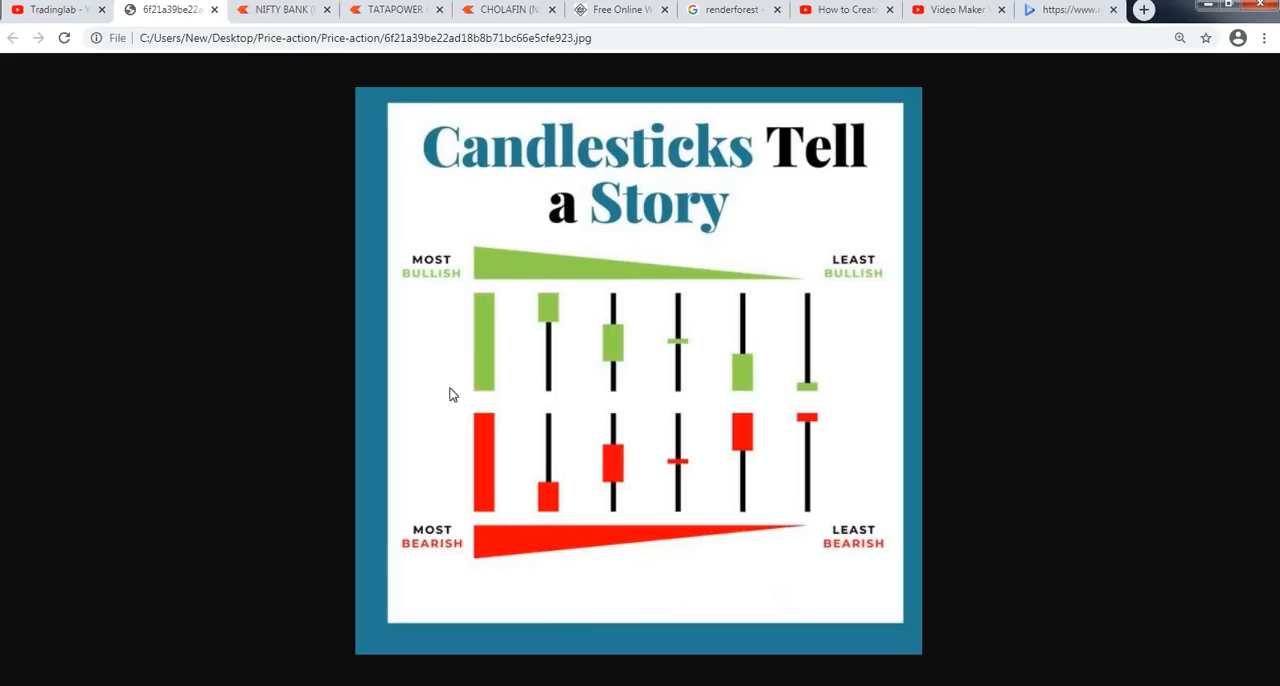 Tradinglab - Y
6f21a39be22a
NIFTY BANK (
TATAPOWER
CHOLAFIN (N
Free Online W
renderforest -
How to Create
Video Maker
https://www.
File
C:/Users/New/Desktop/Price-action/Price-action/6f21a39be22ad18b8b71bc66e5cfe923.jpg
Candlesticks Tell
a Story
MOST
BULLISH
LEAST
BULLISH
MOST
BEARISH
LEAST
BEARISH